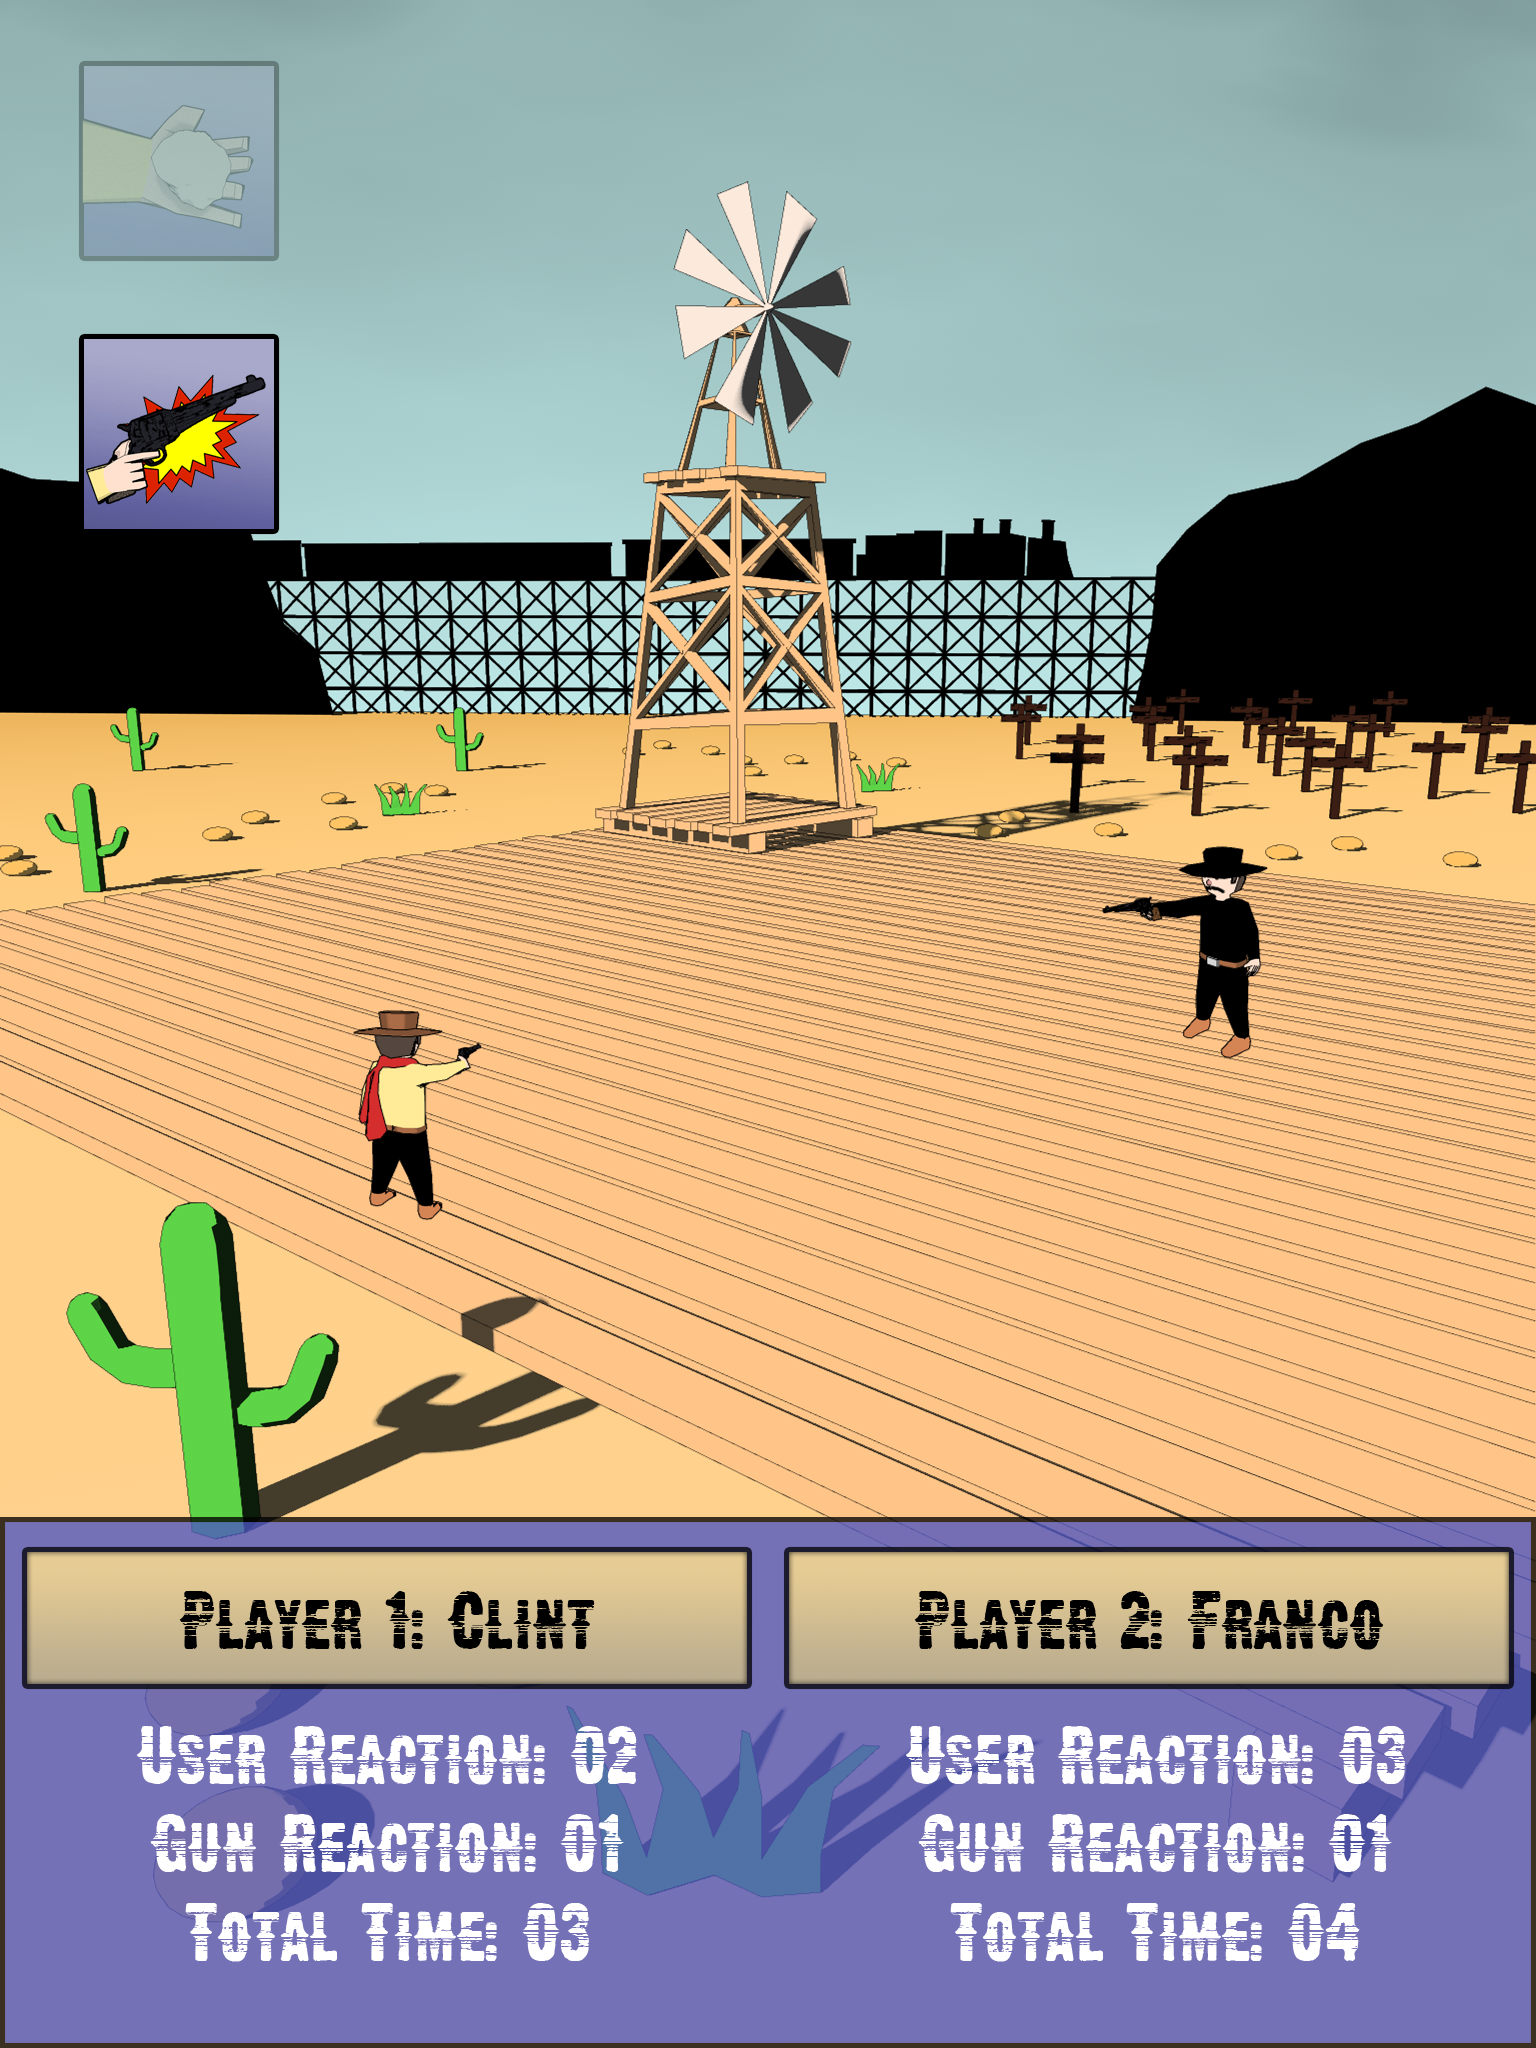 Player 1: Clint
User Reaction: 02
Gun Reaction: 01
Total Time: 03
Player 2: Franco
User Reaction: 03
Gun Reaction: 01
Total Time: 04